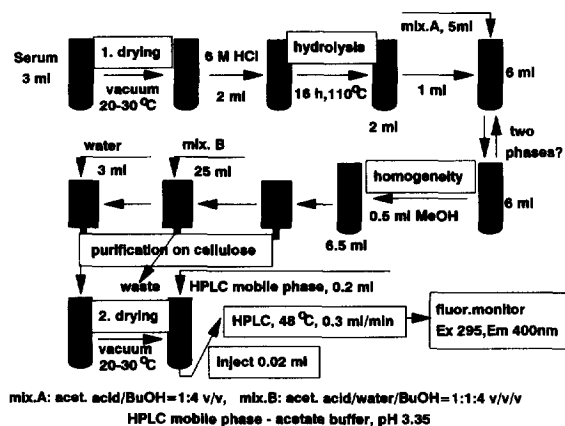 mix.A, 5ml
Serum
3 ml
1. drying
vacuum
20-30 ºC
6 M HCl
2 ml
hydrolysis
16 h,110ºC
2 ml
1 ml
6 ml
two
phases?
water
3 ml
mix. B
25 ml
homogeneity
0.5 ml MeOH
6.5 ml
6 ml
purification on cellulose
waste
HPLC mobile phase, 0.2 ml
2. drying
vacuum
20-30 ºC
HPLC, 48 ºC, 0.3 ml/min
inject 0.02 ml
fluor.monitor
Ex 295,Em 400nm
mix.A: acet. acid/BuOH=1:4 v/v, mix.B: acet. acid/water/BuOH=1:1:4 v/v/v
HPLC mobile phase - acetate buffer, pH 3.35